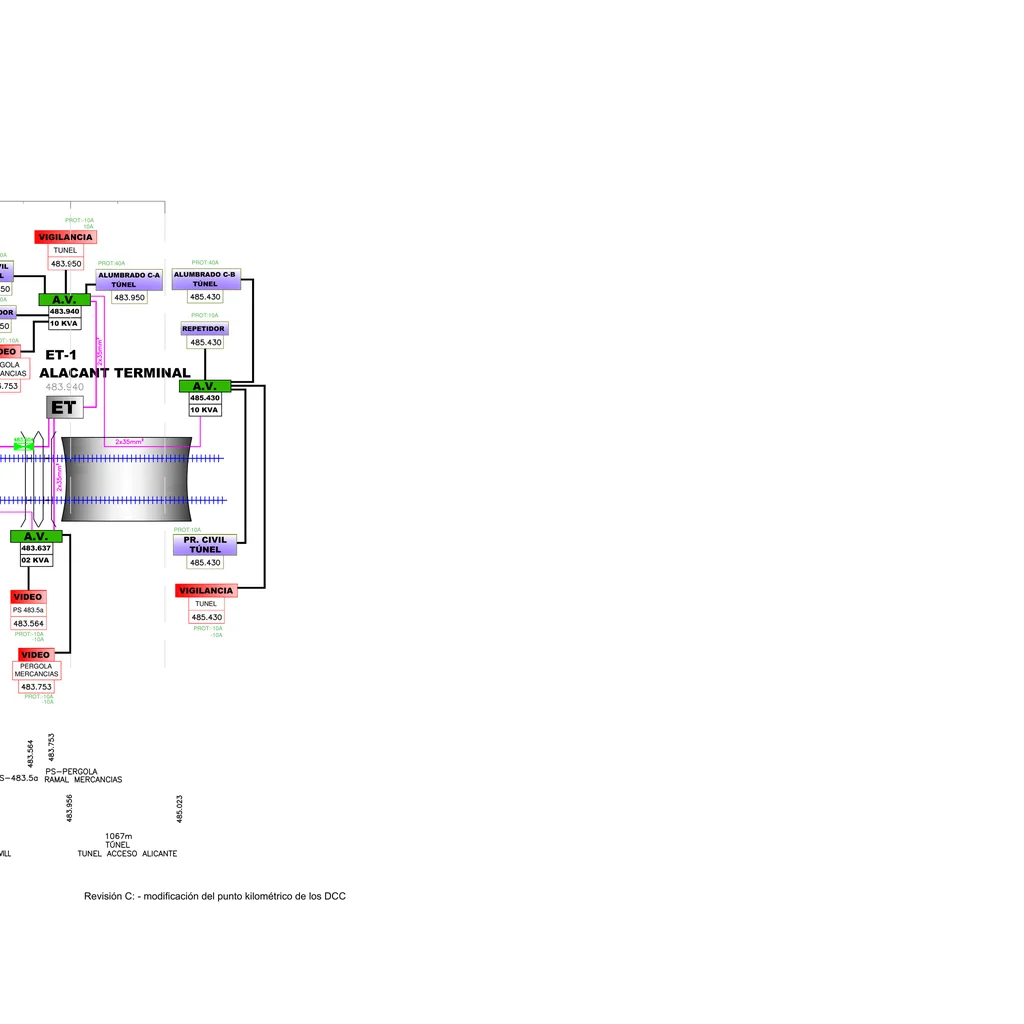 PROT:-10A
10A
VIGILANCIA
TUNEL
483.950
PROT:40A
ALUMBRADO C-A
TÚNEL
483.950
A.V.
483.940
10 KVA
PROT:40A
ALUMBRADO C-B
TÚNEL
485.430
PROT:10A
REPETIDOR
485.430
2x35mm²
ET-1
ALACANT TERMINAL
483.940
ET
A.V.
485.430
10 KVA
2x35mm²
2x35mm²
A.V.
483.637
02 KVA
VIDEO
PS 483.5a
483.564
PROT:-10A
-10A
VIDEO
PERGOLA
MERCANCIAS
483.753
PROT:-10A
-10A
PROT:10A
PR. CIVIL
TÚNEL
485.430
VIGILANCIA
TUNEL
485.430
PROT:-10A
-10A
483.564
483.753
S-483.5a
PS-PERGOLA
RAMAL MERCANCIAS
483.956
485.023
1067m
TÚNEL
TUNEL ACCESO ALICANTE
Revisión C: - modificación del punto kilométrico de los DCC